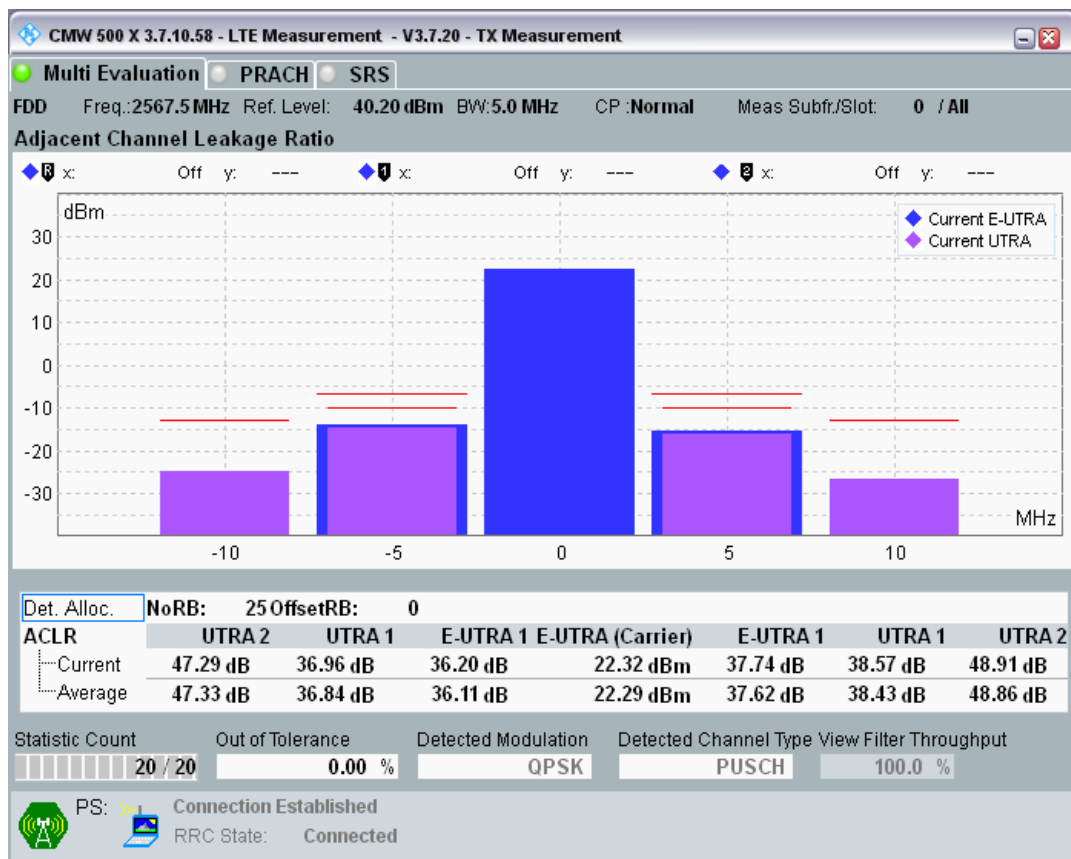 CMW 500 X 3.7.10.58 - LTE Measurement - V3.7.20 - TX Measurement
Multi Evaluation PRACH SRS
FDD Freq.:2567.5 MHz Ref. Level: 40.20 dBm BW:5.0 MHz CP :Normal Meas Subfr./Slot: 0 / All
Adjacent Channel Leakage Ratio
R x: Off y: --- 1 x: Off y: --- 2 x: Off y: ---
dBm
Current E-UTRA
Current UTRA
30
20
10
0
-10
-20
-30
MHz
-10 -5 0 5 10
Det. Alloc. NoRB: 25 OffsetRB: 0
ACLR UTRA 2 UTRA 1 E-UTRA 1 E-UTRA (Carrier) E-UTRA 1 UTRA 1 UTRA 2
Current 47.29 dB 36.96 dB 36.20 dB 22.32 dBm 37.74 dB 38.57 dB 48.91 dB
Average 47.33 dB 36.84 dB 36.11 dB 22.29 dBm 37.62 dB 38.43 dB 48.86 dB
Statistic Count Out of Tolerance Detected Modulation Detected Channel Type View Filter Throughput
20 / 20 0.00 % QPSK PUSCH 100.0 %
PS: Connection Established
RRC State: Connected